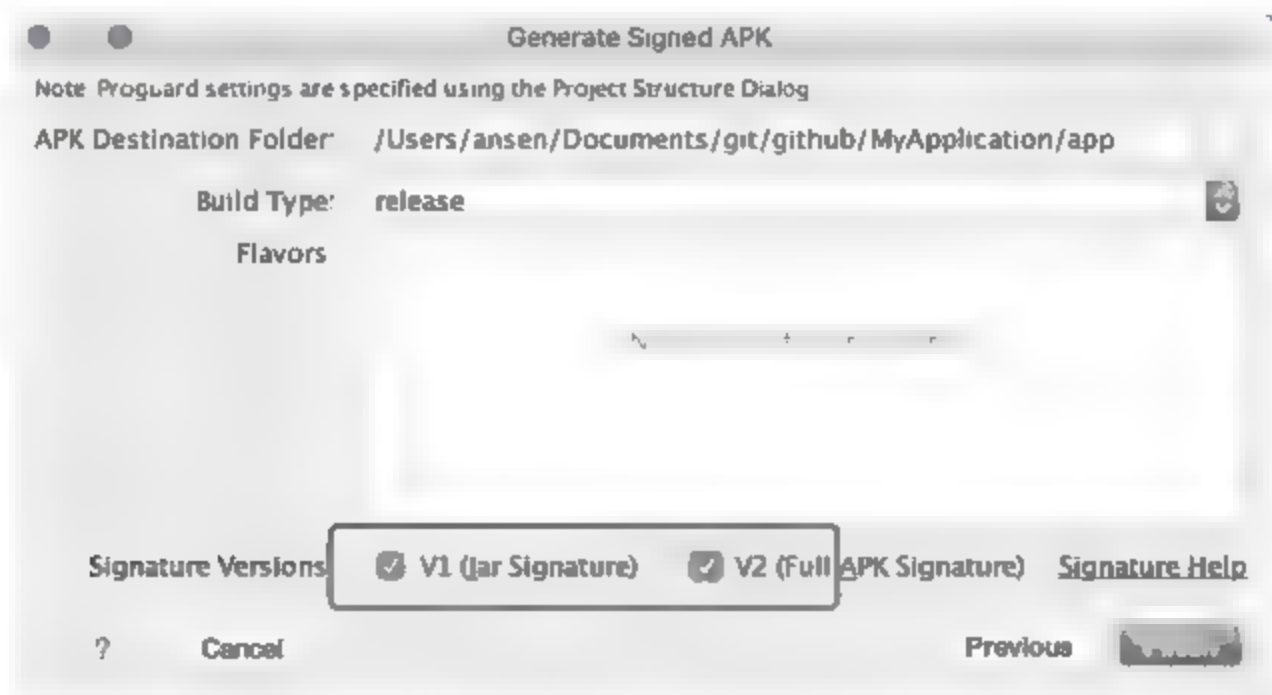 Generate Signed APK
Note Proguard settings are specified using the Project Structure Dialog
APK Destination Folder: /Users/ansen/Documents/git/github/MyApplication/app
Build Type: release
Flavors
Signature Versions V1 (Jar Signature) V2 (Full APK Signature) Signature Help
? Cancel Previous